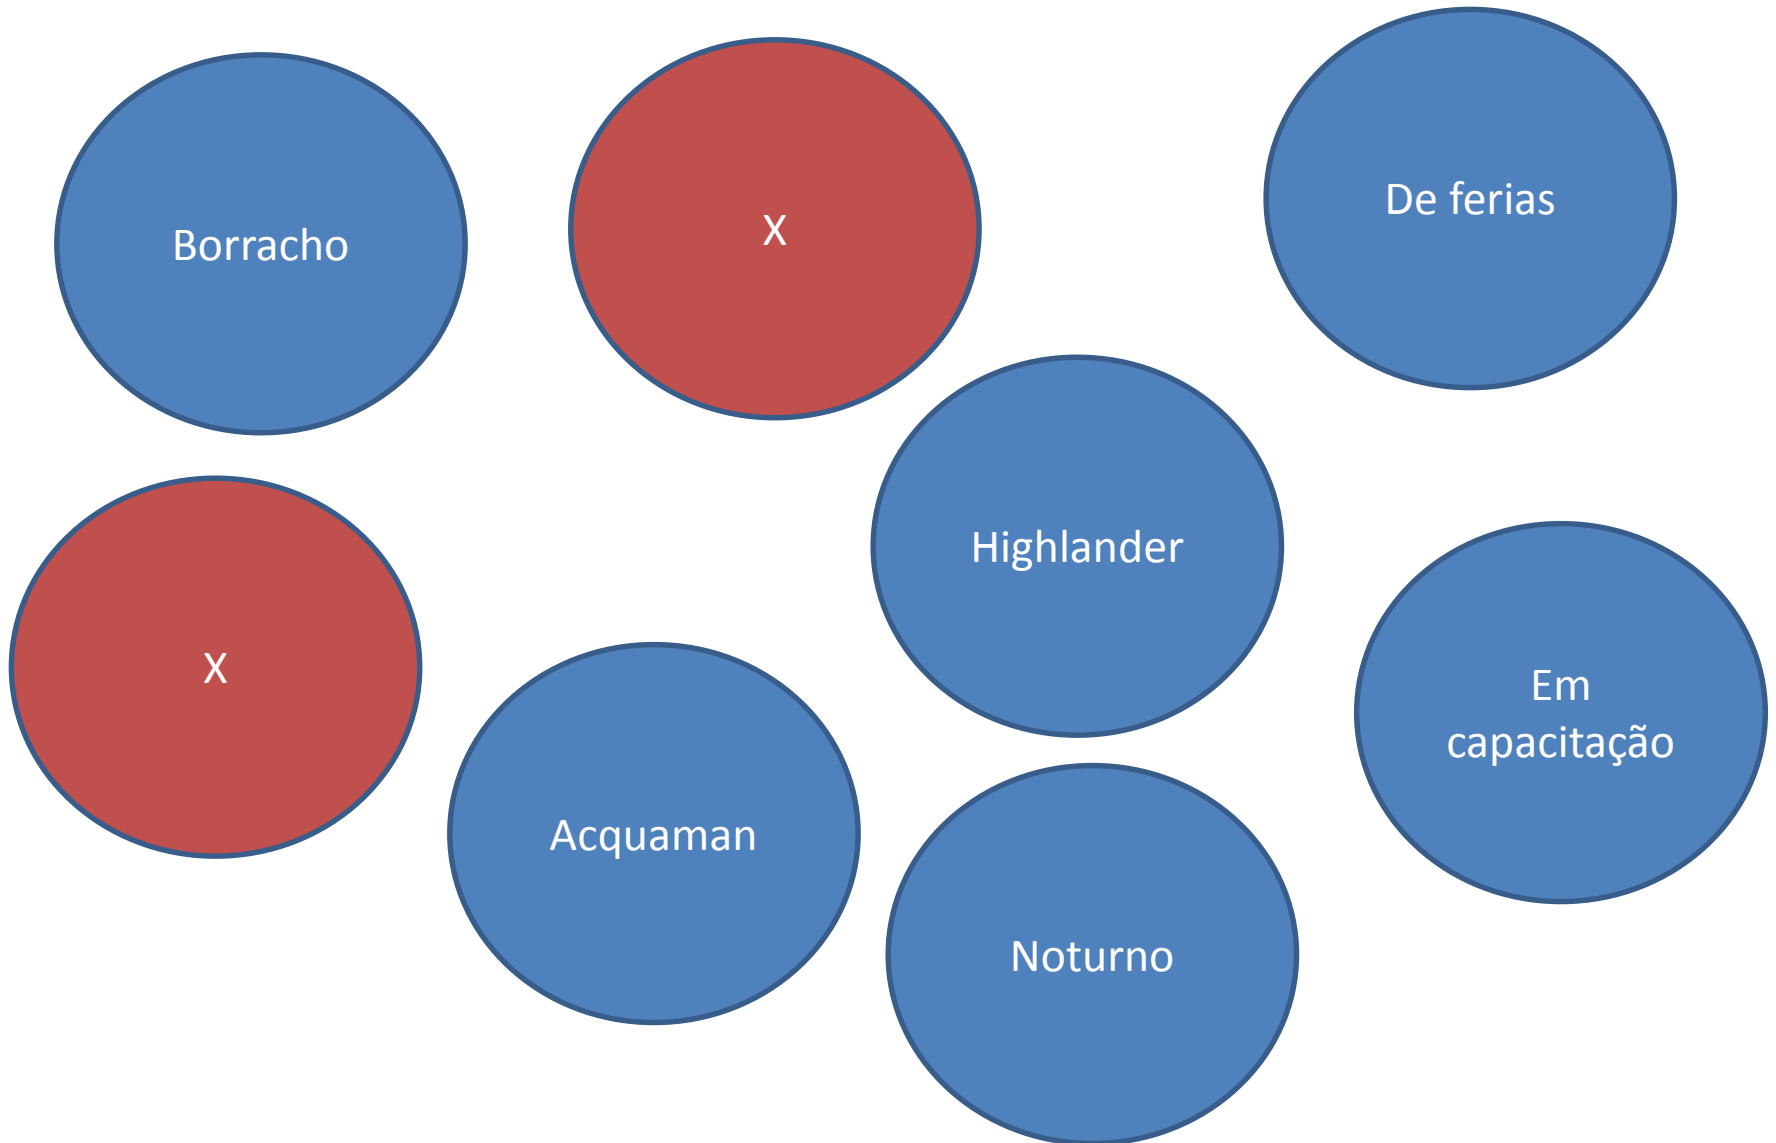 Borracho
X
De ferias
Highlander
X
Em
capacitação
Acquaman
Noturno